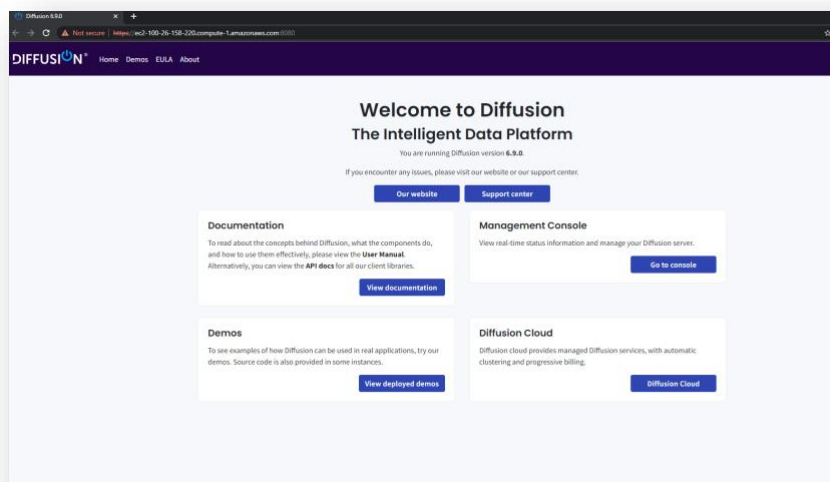 Diffusion 6.9.0
Not secure | https://ec2-100-26-158-220.compute-1.amazonaws.com:8080
DIFFUSION Home Demos EULA About
Welcome to Diffusion
The Intelligent Data Platform
You are running Diffusion version 6.9.0.
If you encounter any issues, please visit our website or our support center.
Our website Support center
Documentation
To read about the concepts behind Diffusion, what the components do,
and how to use them effectively, please view the User Manual.
Alternatively, you can view the API docs for all our client libraries.
View documentation
Management Console
View real-time status information and manage your Diffusion server.
Go to console
Demos
To see examples of how Diffusion can be used in real applications, try our
demos. Source code is also provided in some instances.
View deployed demos
Diffusion Cloud
Diffusion cloud provides managed Diffusion services, with automatic
clustering and progressive billing.
Diffusion Cloud